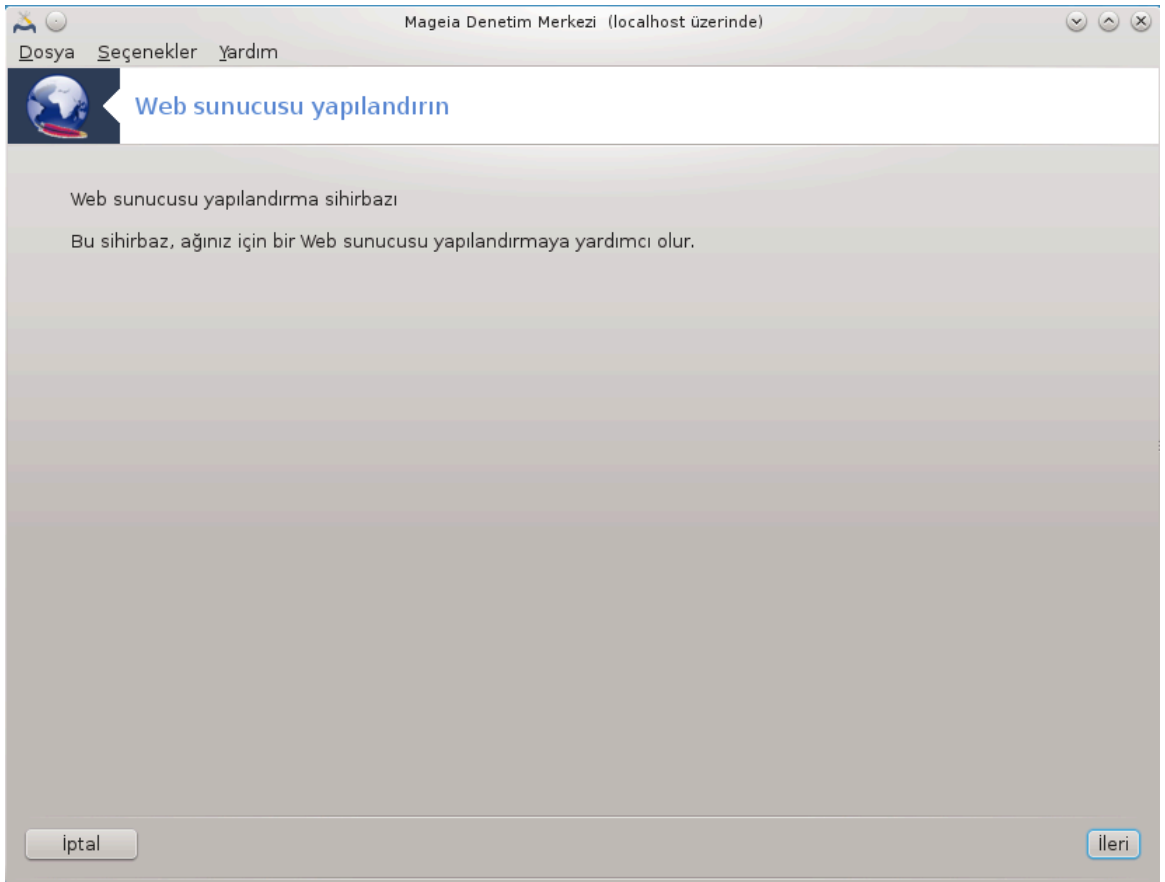 Mageia Denetim Merkezi (localhost üzerinde)
Dosya Seçenekler Yardım
Web sunucusu yapılandırın
Web sunucusu yapılandırma sihirbazı
Bu sihirbaz, ağınız için bir Web sunucusu yapılandırmaya yardımcı olur.
İptal İleri